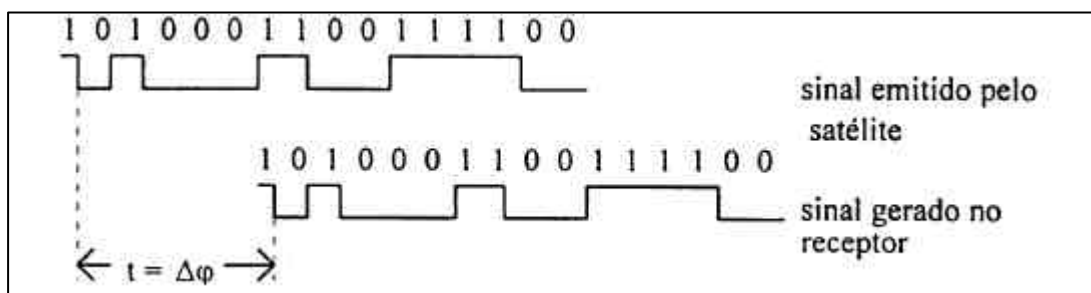 1 0 1 0 0 0 1 1 0 0 1 1 1 1 0 0
sinal emitido pelo
satélite
1 0 1 0 0 0 1 1 0 0 1 1 1 1 0 0
sinal gerado no
receptor
t = Δφ